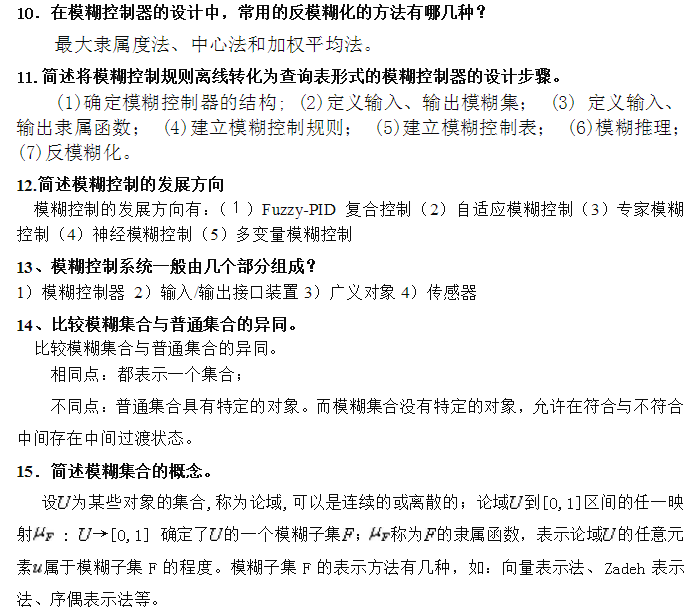 10．在模糊控制器的设计中，常用的反模糊化的方法有哪几种？
最大隶属度法、中心法和加权平均法。
11. 简述将模糊控制规则离线转化为查询表形式的模糊控制器的设计步骤。
(1)确定模糊控制器的结构; (2)定义输入、输出模糊集; (3) 定义输入、
输出隶属函数; (4)建立模糊控制规则; (5)建立模糊控制表; (6)模糊推理;
(7)反模糊化。
12.简述模糊控制的发展方向
模糊控制的发展方向有:（1）Fuzzy-PID 复合控制（2）自适应模糊控制（3）专家模糊
控制（4）神经模糊控制（5）多变量模糊控制
13、模糊控制系统一般由几个部分组成？
1）模糊控制器 2）输入/输出接口装置 3）广义对象 4）传感器
14、比较模糊集合与普通集合的异同。
比较模糊集合与普通集合的异同。
相同点：都表示一个集合；
不同点：普通集合具有特定的对象。而模糊集合没有特定的对象，允许在符合与不符合
中间存在中间过渡状态。
15．简述模糊集合的概念。
设U为某些对象的集合,称为论域,可以是连续的或离散的；论域U到[0,1]区间的任一映
射μF : U→[0,1] 确定了U的一个模糊子集F；μF称为F的隶属函数，表示论域U的任意元
素u属于模糊子集 F 的程度。模糊子集 F 的表示方法有几种，如：向量表示法、Zadeh 表示
法、序偶表示法等。